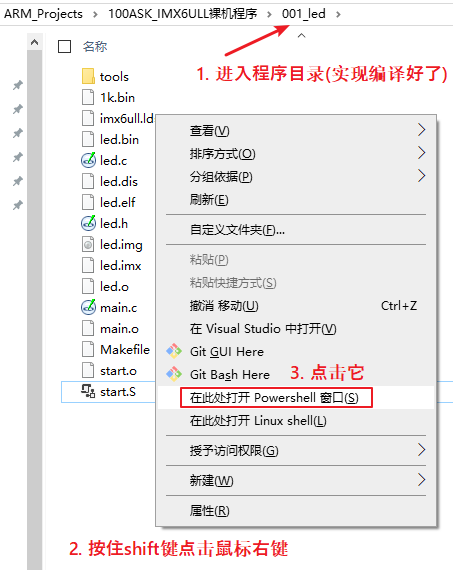 ARM_Projects > 100ASK_IMX6ULL裸机程序 > 001_led
名称
1. 进入程序目录(实现编译好了)
tools
1k.bin
imx6ull.ld
led.bin
led.c
led.dis
led.elf
led.h
led.img
led.imx
led.o
main.c
main.o
Makefile
start.o
start.S
查看(V)
排序方式(O)
分组依据(P)
刷新(E)
自定义文件夹(F)...
粘贴(P)
粘贴快捷方式(S)
撤消 移动(U) Ctrl+Z
在 Visual Studio 中打开(V)
Git GUI Here
Git Bash Here
3. 点击它
在此处打开 Powershell 窗口(S)
在此处打开 Linux shell(L)
授予访问权限(G)
新建(W)
属性(R)
2. 按住shift键点击鼠标右键